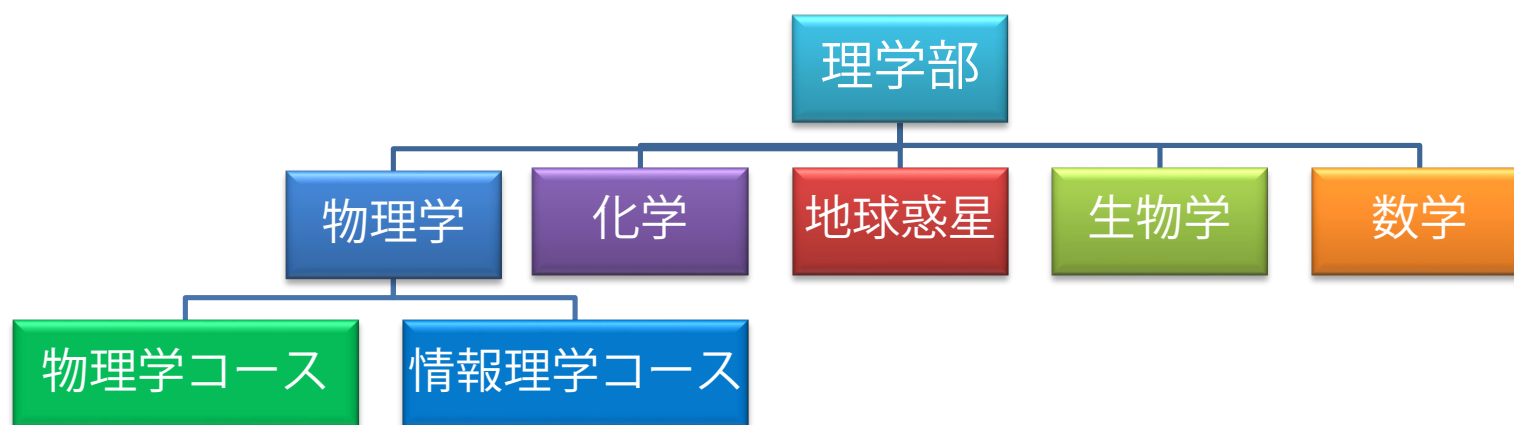 理学部
物理学
化学
地球惑星
生物学
数学
物理学コース
情報理学コース